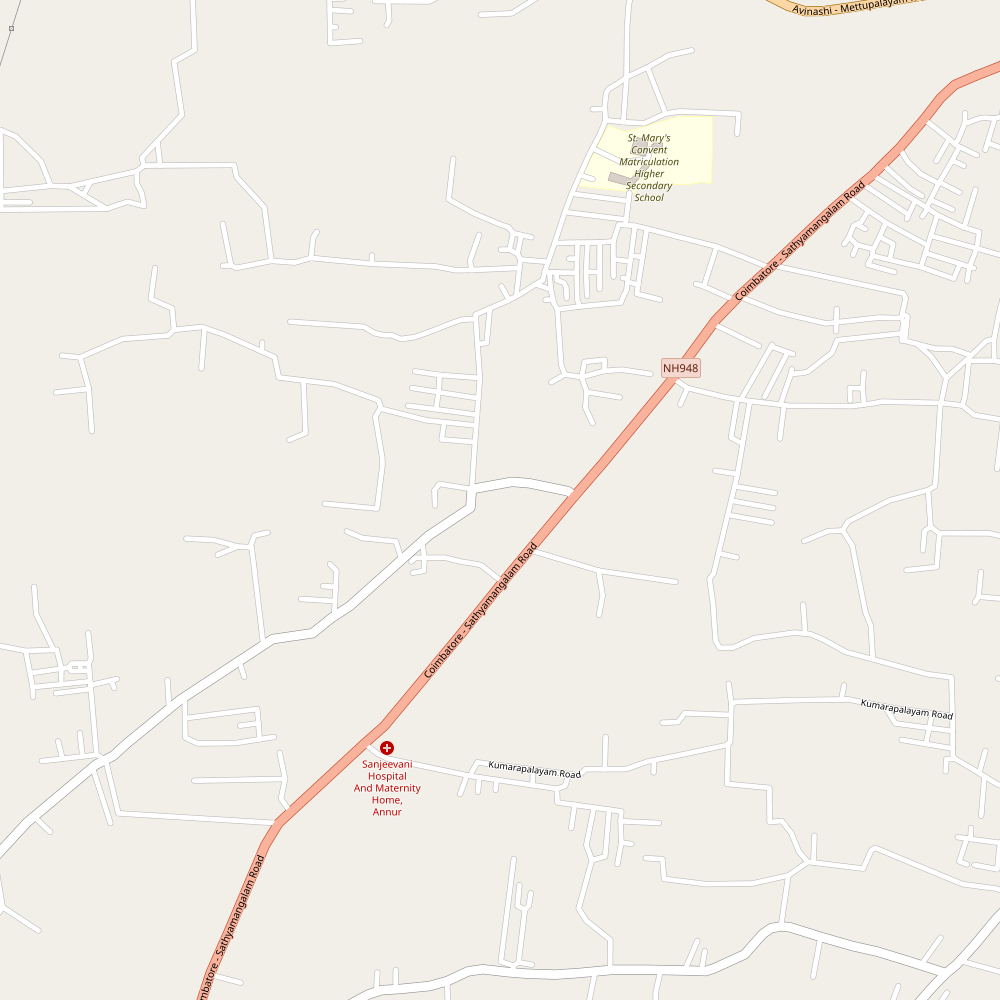 Avinashi - Mettupalayam
St. Mary's
Convent
Matriculation
Higher
Secondary
School
Coimbatore - Sathyamangalam Road
NH948
Coimbatore - Sathyamangalam Road
Kumarapalayam Road
Sanjeevani
Hospital
And Maternity
Home,
Annur
Kumarapalayam Road
mbatore - Sathyamangalam Road